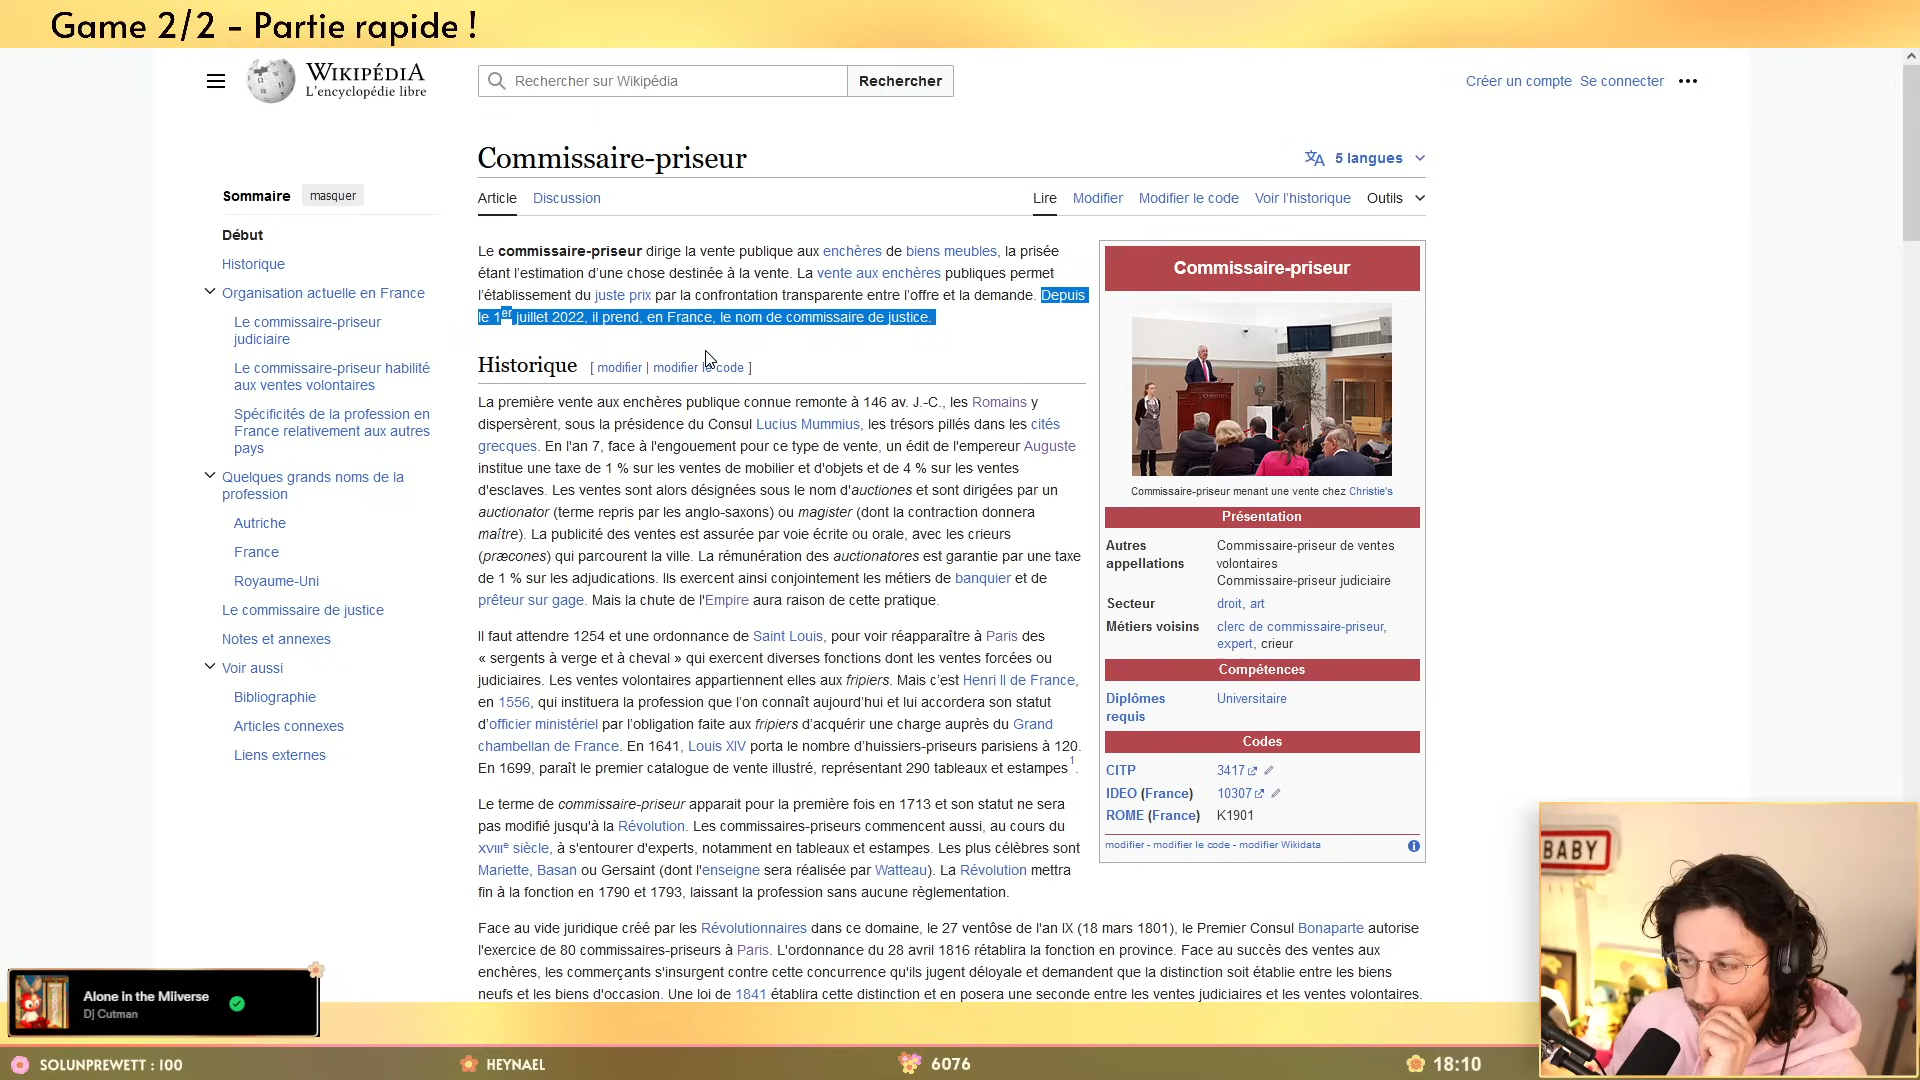 Game 2/2 - Partie rapide !
WIKIPÉDIA
L'encyclopédie libre
Rechercher sur Wikipédia
Rechercher
Créer un compte Se connecter
Commissaire-priseur
5 langues
Sommaire masquer
Article Discussion
Lire Modifier Modifier le code Voir l'historique Outils
Début
Historique
Organisation actuelle en France
Le commissaire-priseur
judiciaire
Le commissaire-priseur habilité
aux ventes volontaires
Spécificités de la profession en
France relativement aux autres
pays
Quelques grands noms de la
profession
Autriche
France
Royaume-Uni
Le commissaire de justice
Notes et annexes
Voir aussi
Bibliographie
Articles connexes
Liens externes
Le commissaire-priseur dirige la vente publique aux enchères de biens meubles, la prisée
étant l'estimation d'une chose destinée à la vente. La vente aux enchères publiques permet
l'établissement du juste prix par la confrontation transparente entre l'offre et la demande. Depuis
le 1er juillet 2022, il prend, en France, le nom de commissaire de justice.
Historique [ modifier | modifier le code ]
La première vente aux enchères publique connue remonte à 146 av. J.-C., les Romains y
dispersèrent, sous la présidence du Consul Lucius Mummius, les trésors pillés dans les cités
grecques. En l'an 7, face à l'engouement pour ce type de vente, un édit de l'empereur Auguste
institue une taxe de 1 % sur les ventes de mobilier et d'objets et de 4 % sur les ventes
d'esclaves. Les ventes sont alors désignées sous le nom d'auctiones et sont dirigées par un
auctionator (terme repris par les anglo-saxons) ou magister (dont la contraction donnera
maître). La publicité des ventes est assurée par voie écrite ou orale, avec les crieurs
(præcones) qui parcourent la ville. La rémunération des auctionatores est garantie par une taxe
de 1 % sur les adjudications. Ils exercent ainsi conjointement les métiers de banquier et de
prêteur sur gage. Mais la chute de l'Empire aura raison de cette pratique.
Il faut attendre 1254 et une ordonnance de Saint Louis, pour voir réapparaître à Paris des
« sergents à verge et à cheval » qui exercent diverses fonctions dont les ventes forcées ou
judiciaires. Les ventes volontaires appartiennent elles aux fripiers. Mais c'est Henri II de France,
en 1556, qui instituera la profession que l'on connaît aujourd'hui et lui accordera son statut
d'officier ministériel par l'obligation faite aux fripiers d'acquérir une charge auprès du Grand
chambellan de France. En 1641, Louis XIV porta le nombre d'huissiers-priseurs parisiens à 120.
En 1699, paraît le premier catalogue de vente illustré, représentant 290 tableaux et estampes1.
Le terme de commissaire-priseur apparait pour la première fois en 1713 et son statut ne sera
pas modifié jusqu'à la Révolution. Les commissaires-priseurs commencent aussi, au cours du
XVIIIe siècle, à s'entourer d'experts, notamment en tableaux et estampes. Les plus célèbres sont
Mariette, Basan ou Gersaint (dont l'enseigne sera réalisée par Watteau). La Révolution mettra
fin à la fonction en 1790 et 1793, laissant la profession sans aucune règlementation.
Face au vide juridique créé par les Révolutionnaires dans ce domaine, le 27 ventôse de l'an IX (18 mars 1801), le Premier Consul Bonaparte autorise
l'exercice de 80 commissaires-priseurs à Paris. L'ordonnance du 28 avril 1816 rétablira la fonction en province. Face au succès des ventes aux
enchères, les commerçants s'insurgent contre cette concurrence qu'ils jugent déloyale et demandent que la distinction soit établie entre les biens
neufs et les biens d'occasion. Une loi de 1841 établira cette distinction et en posera une seconde entre les ventes judiciaires et les ventes volontaires.
Commissaire-priseur
Commissaire-priseur menant une vente chez Christie's
Présentation
Autres appellations Commissaire-priseur de ventes
volontaires
Commissaire-priseur judiciaire
Secteur droit, art
Métiers voisins clerc de commissaire-priseur,
expert, crieur
Compétences
Diplômes requis Universitaire
Codes
CITP 3417
IDEO (France) 10307
ROME (France) K1901
modifier - modifier le code - modifier Wikidata
BABY
Alone in the Miiverse
Dj Cutman
SOLUNPREWETT : 100
HEYNAEL
6076
18:10